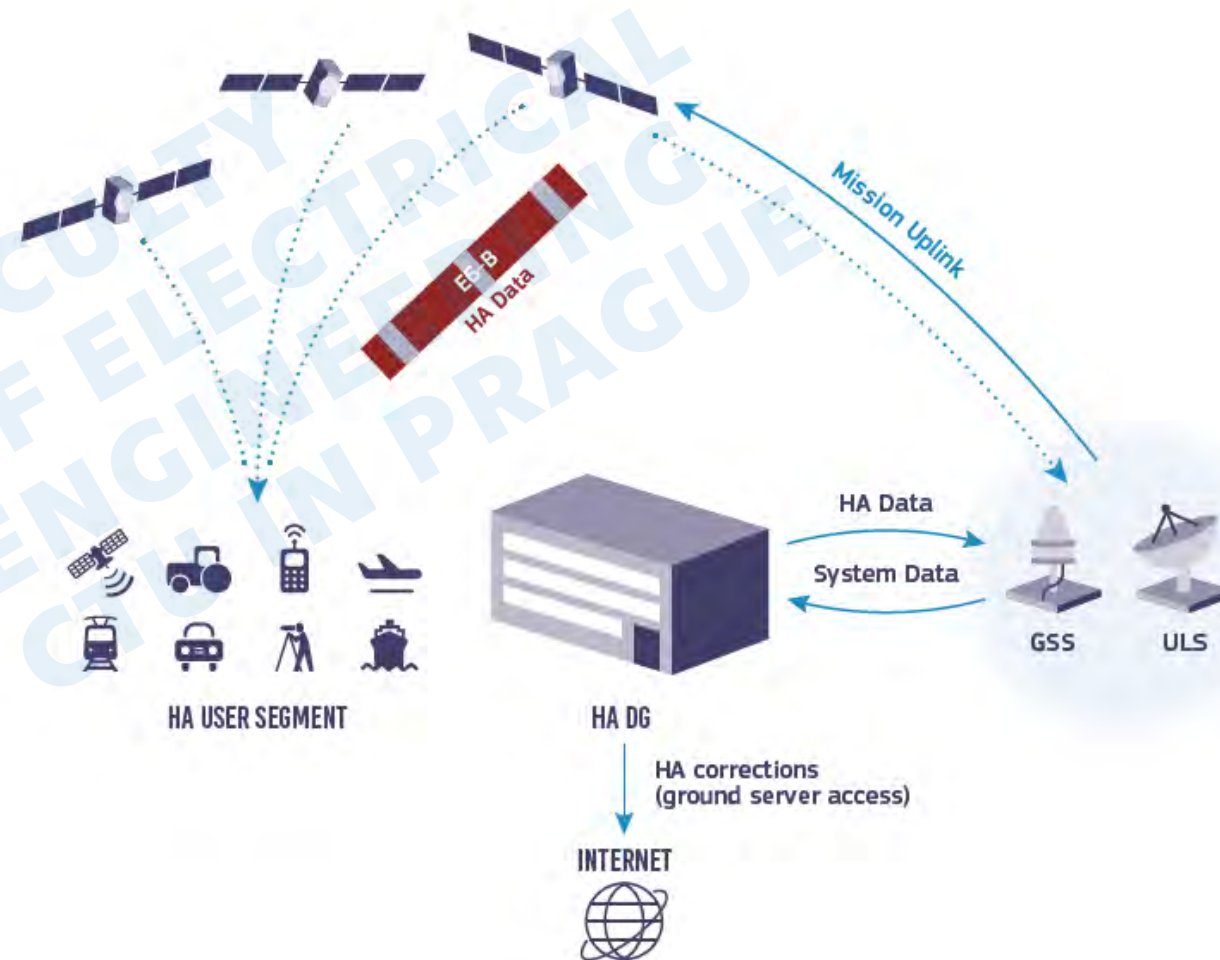 FACULTY
OF ELECTRICAL
ENGINEERING
CTU IN PRAGUE
Mission Uplink
E6-B
HA Data
HA Data
System Data
GSS
ULS
HA USER SEGMENT
HA DG
HA corrections
(ground server access)
INTERNET